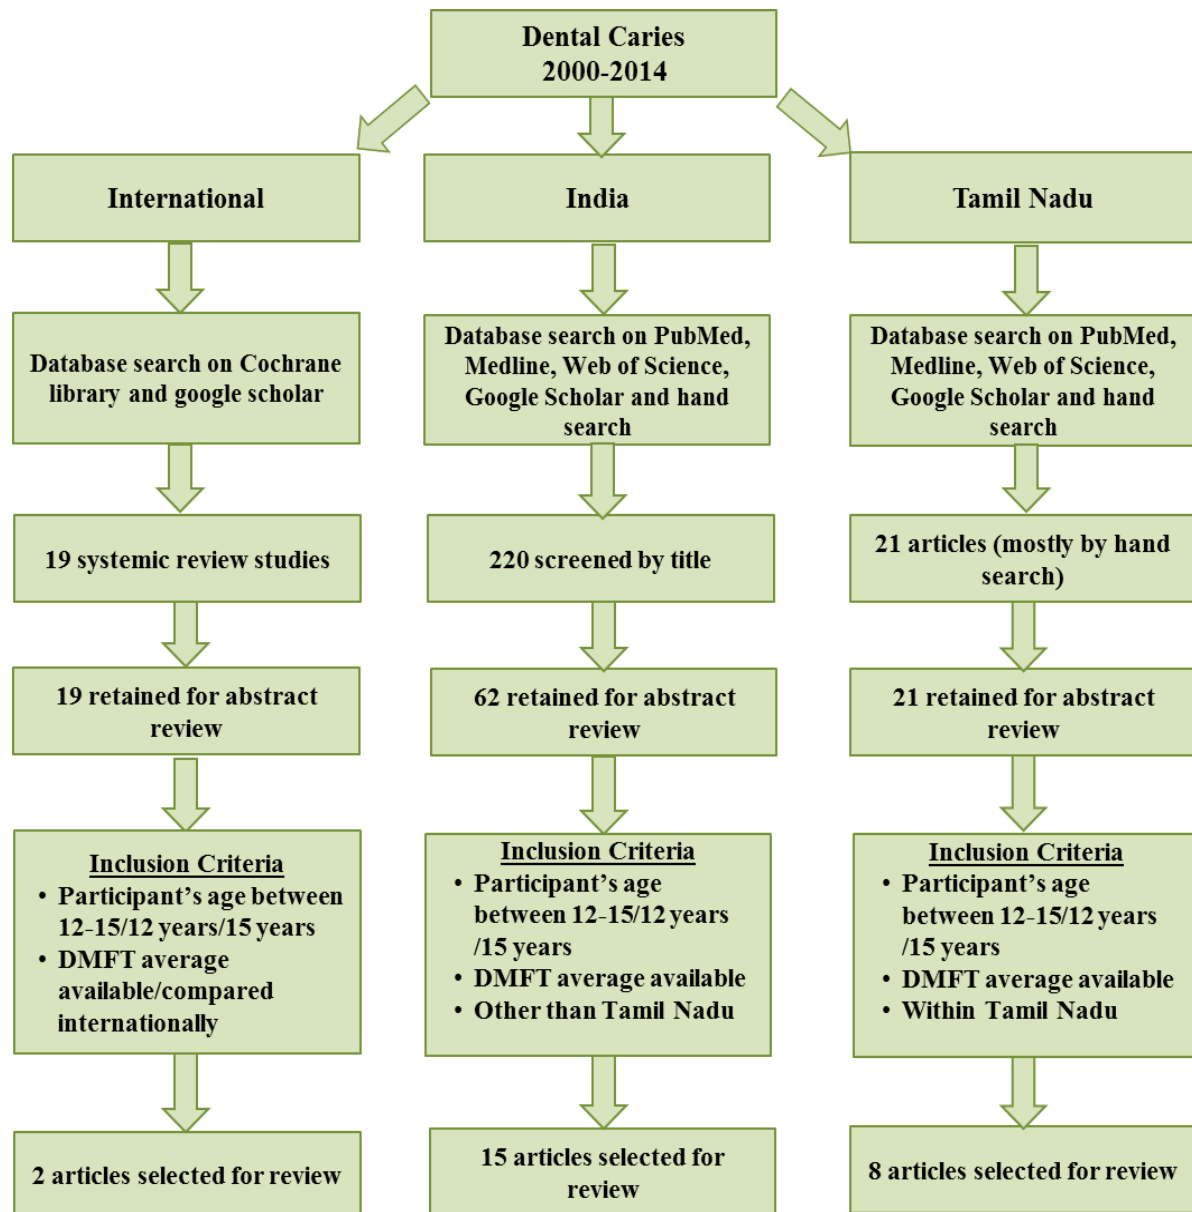 Dental Caries
2000-2014
International
India
Tamil Nadu
Database search on Cochrane
library and google scholar
Database search on PubMed,
Medline, Web of Science,
Google Scholar and hand
search
Database search on PubMed,
Medline, Web of Science,
Google Scholar and hand
search
19 systemic review studies
220 screened by title
21 articles (mostly by hand
search)
19 retained for abstract
review
62 retained for abstract
review
21 retained for abstract
review
Inclusion Criteria
• Participant's age between
12-15/12 years/15 years
• DMFT average
available/compared
internationally
Inclusion Criteria
• Participant's age
between 12-15/12 years
/15 years
• DMFT average available
• Other than Tamil Nadu
Inclusion Criteria
• Participant's age
between 12-15/12 years
/15 years
• DMFT average available
• Within Tamil Nadu
2 articles selected for review
15 articles selected for
review
8 articles selected for review